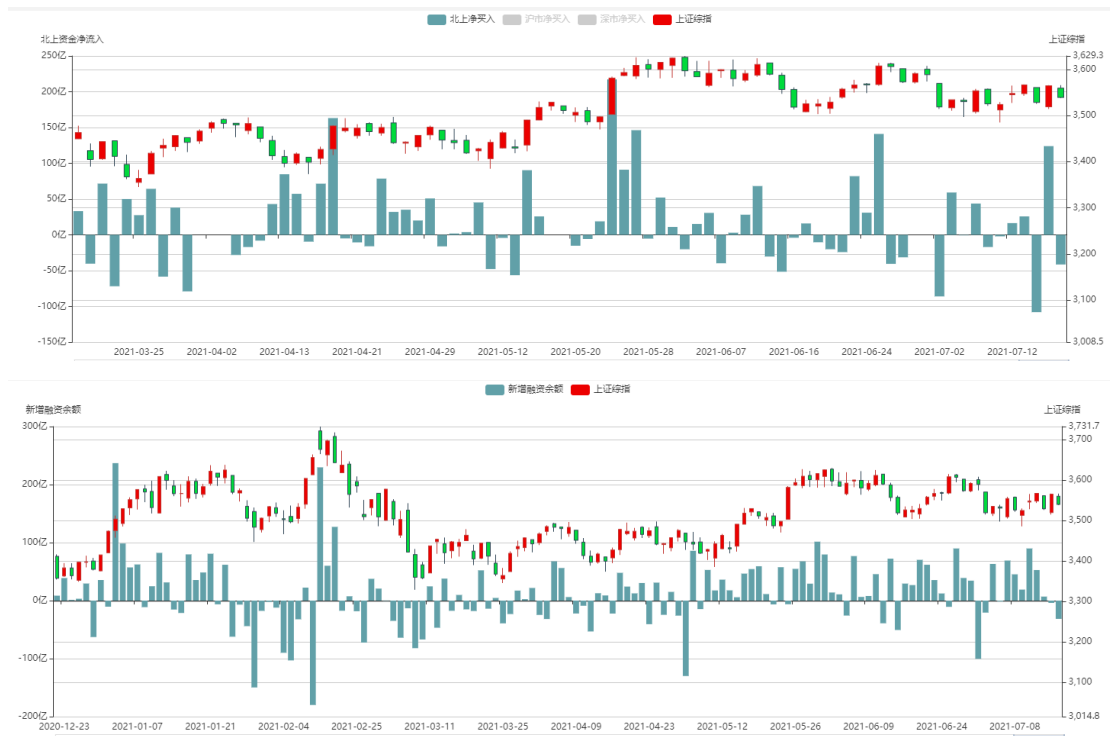 北上净买入 沪市净买入 深市净买入 上证综指
北上资金净流入 上证综指
250亿 3,629.3
3,600
200亿
150亿 3,500
100亿 3,400
50亿 3,300
0亿
3,200
-50亿
-100亿 3,100
-150亿 3,008.5
2021-03-25 2021-04-02 2021-04-13 2021-04-21 2021-04-29 2021-05-12 2021-05-20 2021-05-28 2021-06-07 2021-06-16 2021-06-24 2021-07-02 2021-07-12
新增融资余额 上证综指
新增融资余额 上证综指
300亿 3,731.7
3,700
200亿 3,600
3,500
100亿
3,400
0亿 3,300
3,200
-100亿
3,100
-200亿 3,014.8
2020-12-23 2021-01-07 2021-01-21 2021-02-04 2021-02-25 2021-03-11 2021-03-25 2021-04-09 2021-04-23 2021-05-12 2021-05-26 2021-06-09 2021-06-24 2021-07-08